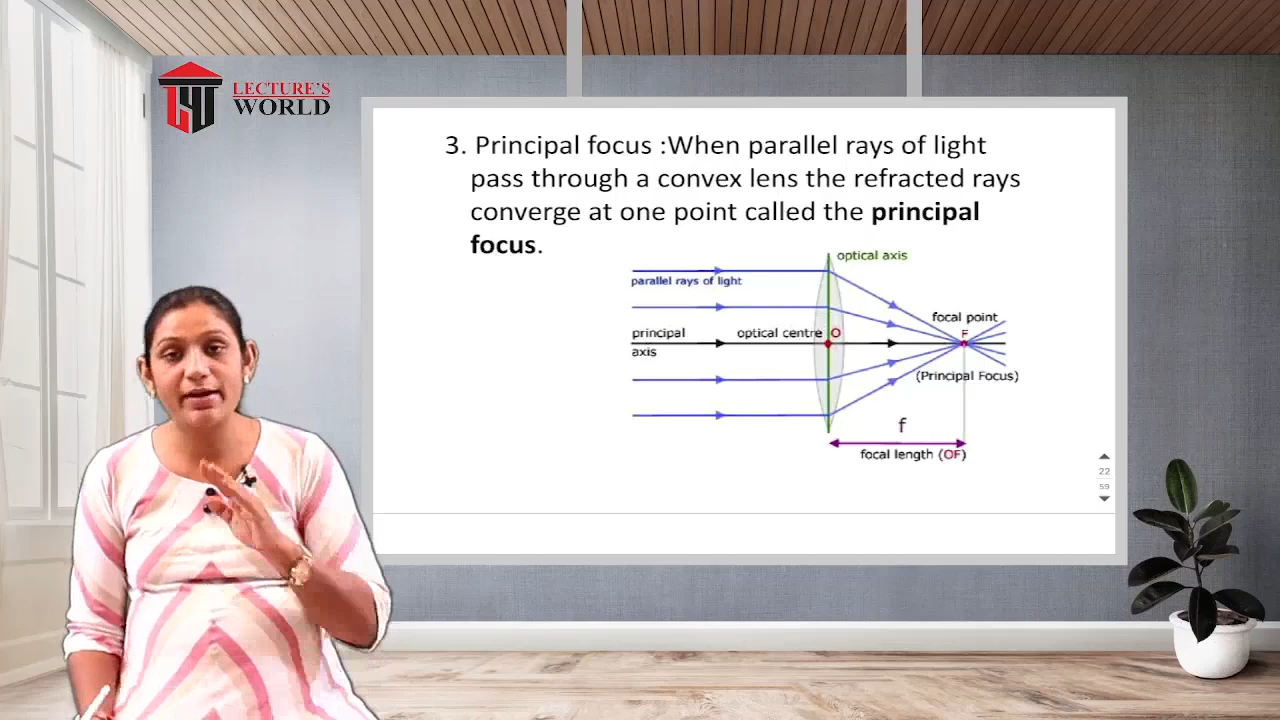 LECTURE'S
WORLD
3. Principal focus :When parallel rays of light
pass through a convex lens the refracted rays
converge at one point called the principal
focus.
optical axis
parallel rays of light
focal point
principal
axis
optical centre
O
F
(Principal Focus)
f
focal length (OF)
22
59